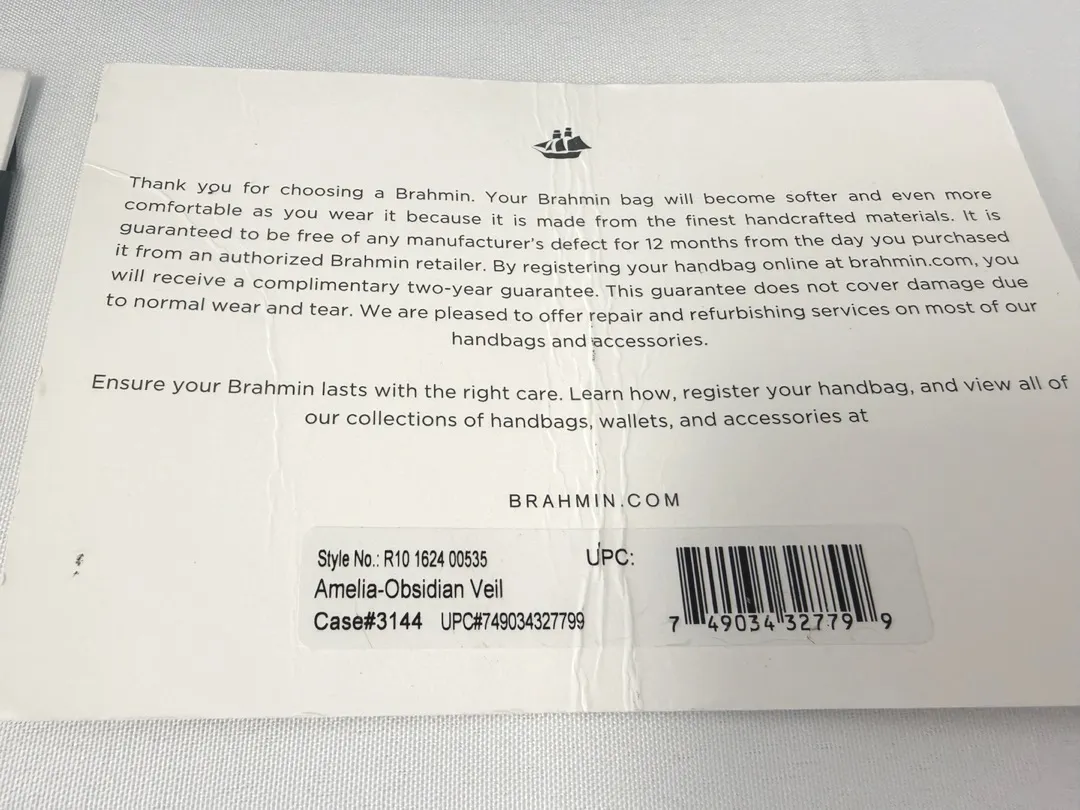 Thank you for choosing a Brahmin. Your Brahmin bag will become softer and even more
comfortable as you wear it because it is made from the finest handcrafted materials. It is
guaranteed to be free of any manufacturer's defect for 12 months from the day you purchased
it from an authorized Brahmin retailer. By registering your handbag online at brahmin.com, you
will receive a complimentary two-year guarantee. This guarantee does not cover damage due
to normal wear and tear. We are pleased to offer repair and refurbishing services on most of our
handbags and accessories.
Ensure your Brahmin lasts with the right care. Learn how, register your handbag, and view all of
our collections of handbags, wallets, and accessories at
BRAHMIN.COM
Style No.: R10 1624 00535 UPC:
Amelia-Obsidian Veil
Case#3144 UPC#749034327799
7 49034 32779 9